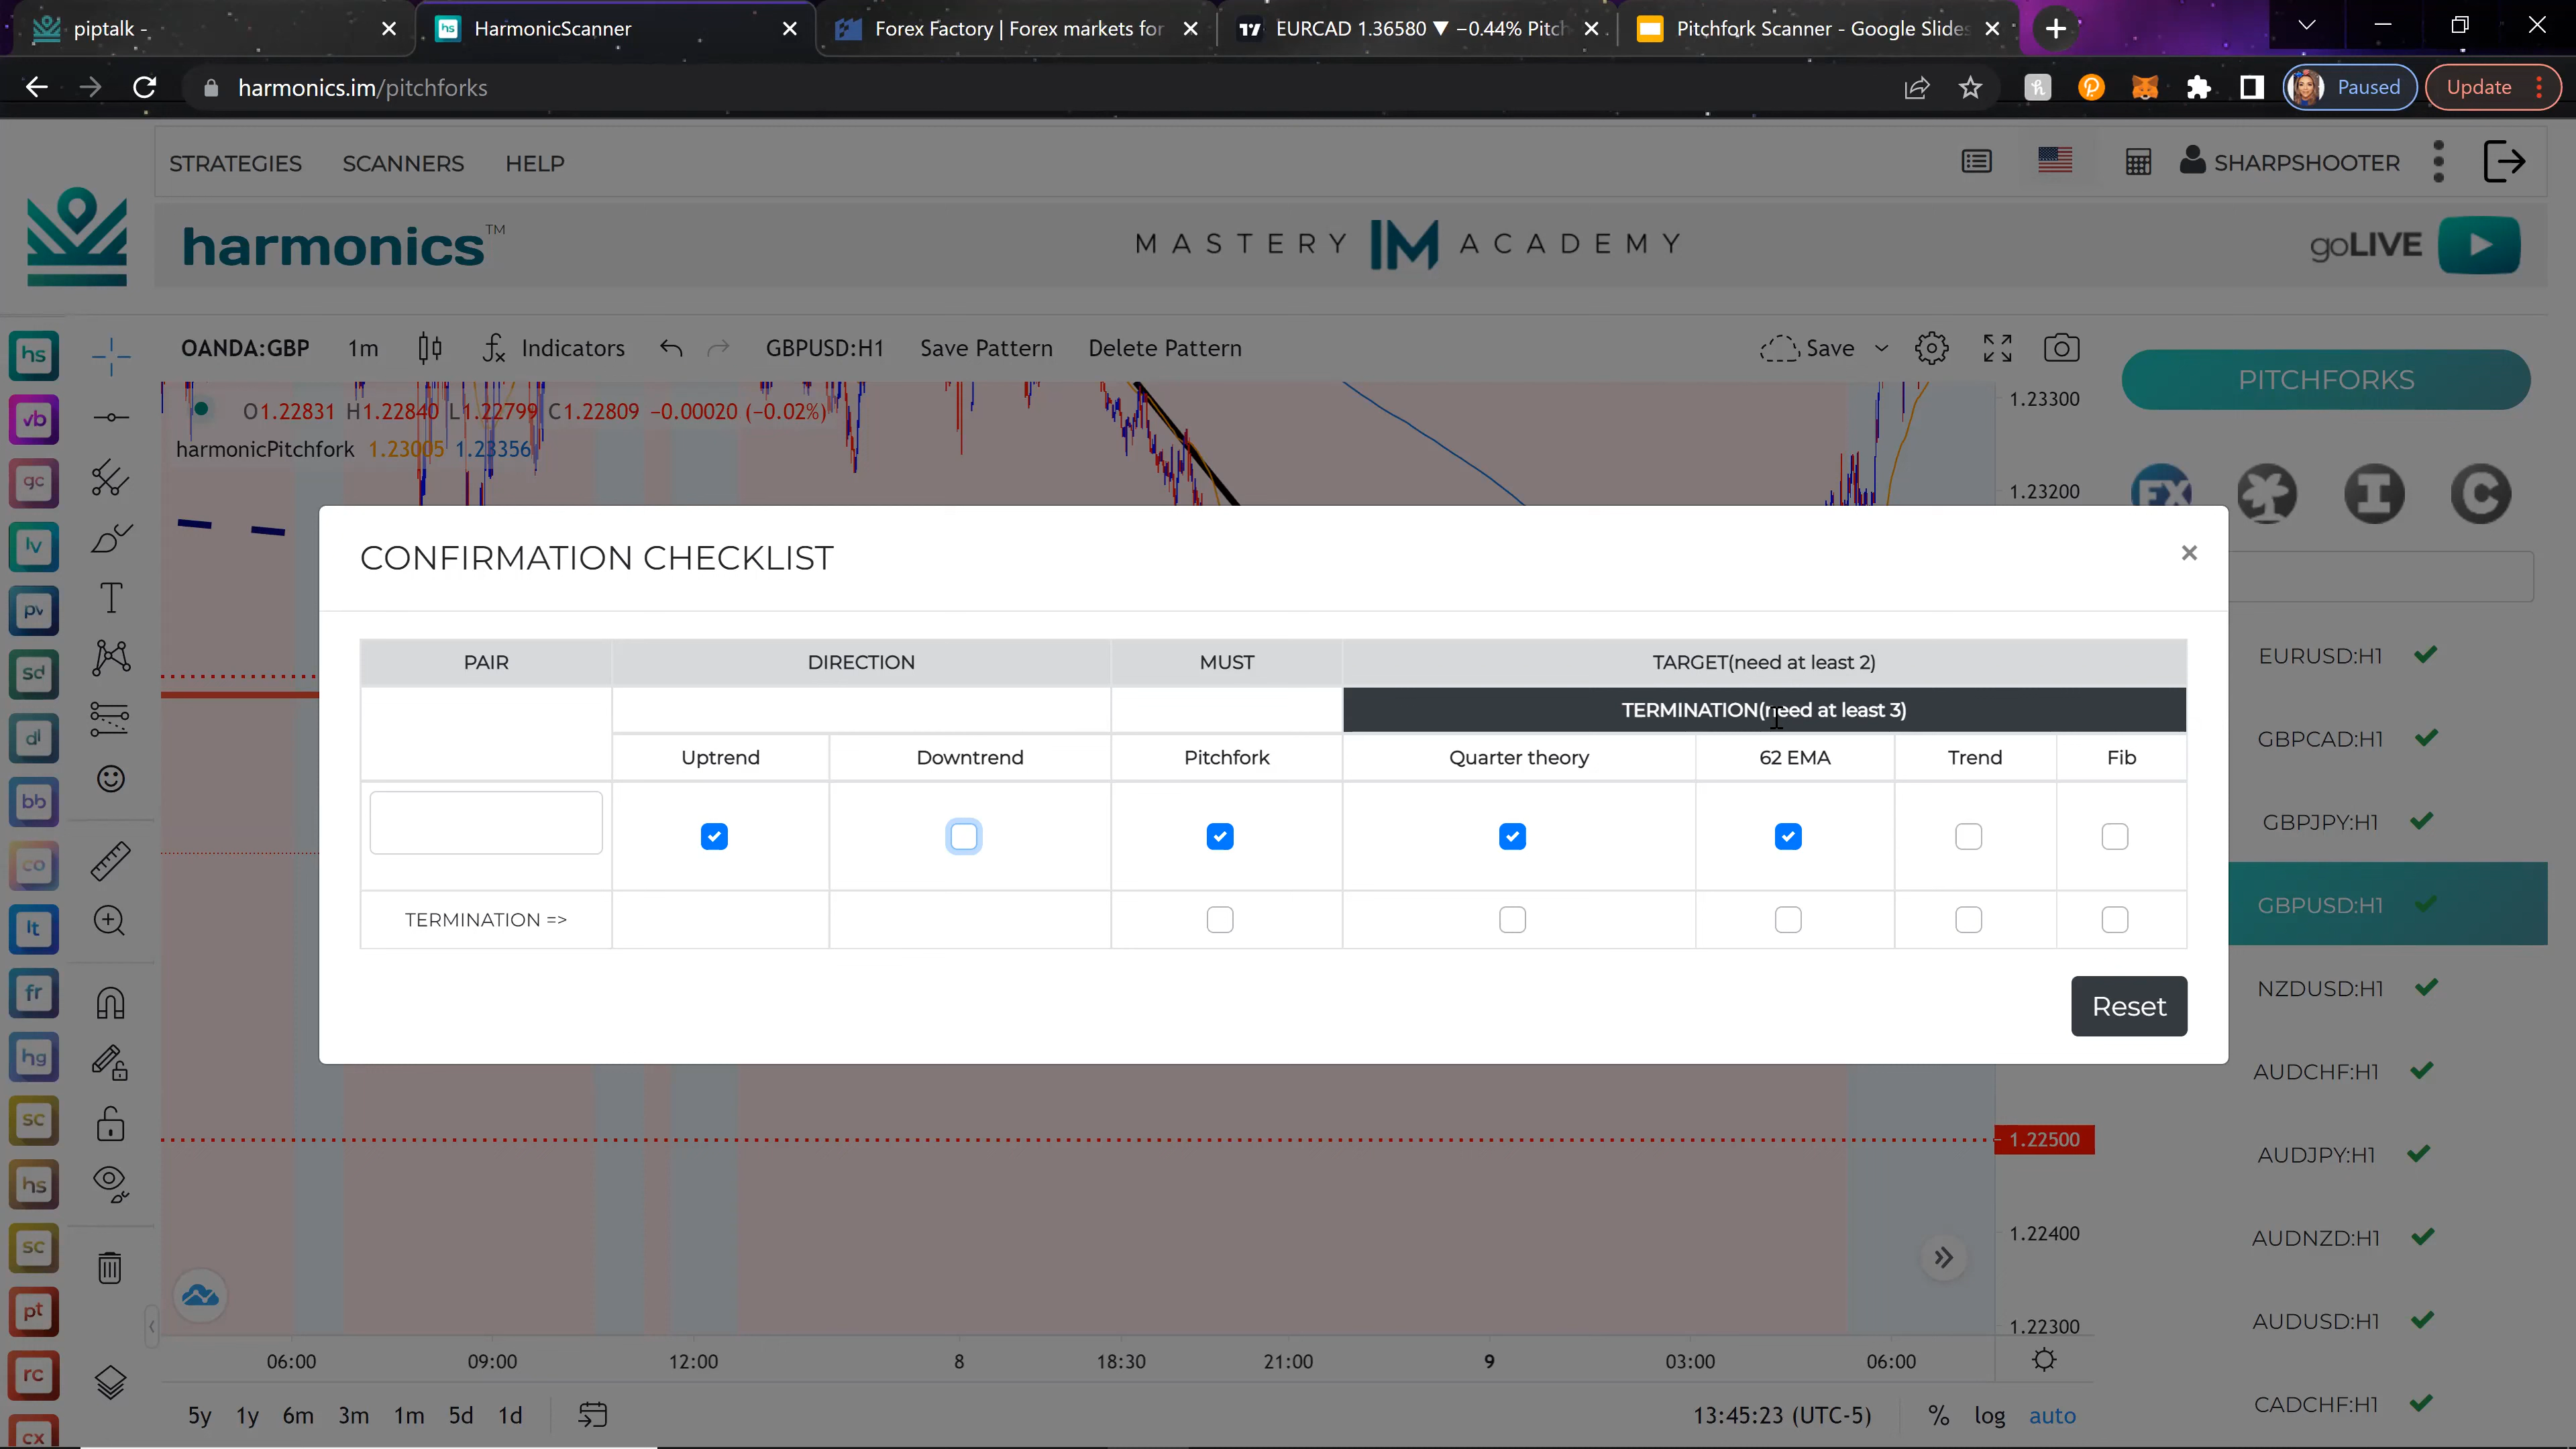 piptalk -
HarmonicScanner
Forex Factory | Forex markets for
EURCAD 1.36580 ▼ −0.44% Pitch
Pitchfork Scanner - Google Slides
harmonics.im/pitchforks
Paused
Update
STRATEGIES SCANNERS HELP
SHARPSHOOTER
harmonics™
MASTERY IM ACADEMY
goLIVE
OANDA:GBP 1m Indicators GBPUSD:H1 Save Pattern Delete Pattern
Save
PITCHFORKS
O1.22831 H1.22840 L1.22799 C1.22809 −0.00020 (−0.02%)
harmonicPitchfork 1.23005 1.23356
1.23300
1.23200
FX I C
CONFIRMATION CHECKLIST
×
PAIR DIRECTION MUST TARGET(need at least 2)
TERMINATION(need at least 3)
Uptrend Downtrend Pitchfork Quarter theory 62 EMA Trend Fib
TERMINATION =>
Reset
EURUSD:H1
GBPCAD:H1
GBPJPY:H1
GBPUSD:H1
NZDUSD:H1
AUDCHF:H1
AUDJPY:H1
AUDNZD:H1
AUDUSD:H1
CADCHF:H1
hs
vb
gc
lv
pv
sd
dl
bb
co
lt
fr
hg
sc
hs
sc
pt
rc
cx
1.22500
1.22400
1.22300
06:00 09:00 12:00 8 18:30 21:00 9 03:00 06:00
5y 1y 6m 3m 1m 5d 1d
13:45:23 (UTC-5) % log auto